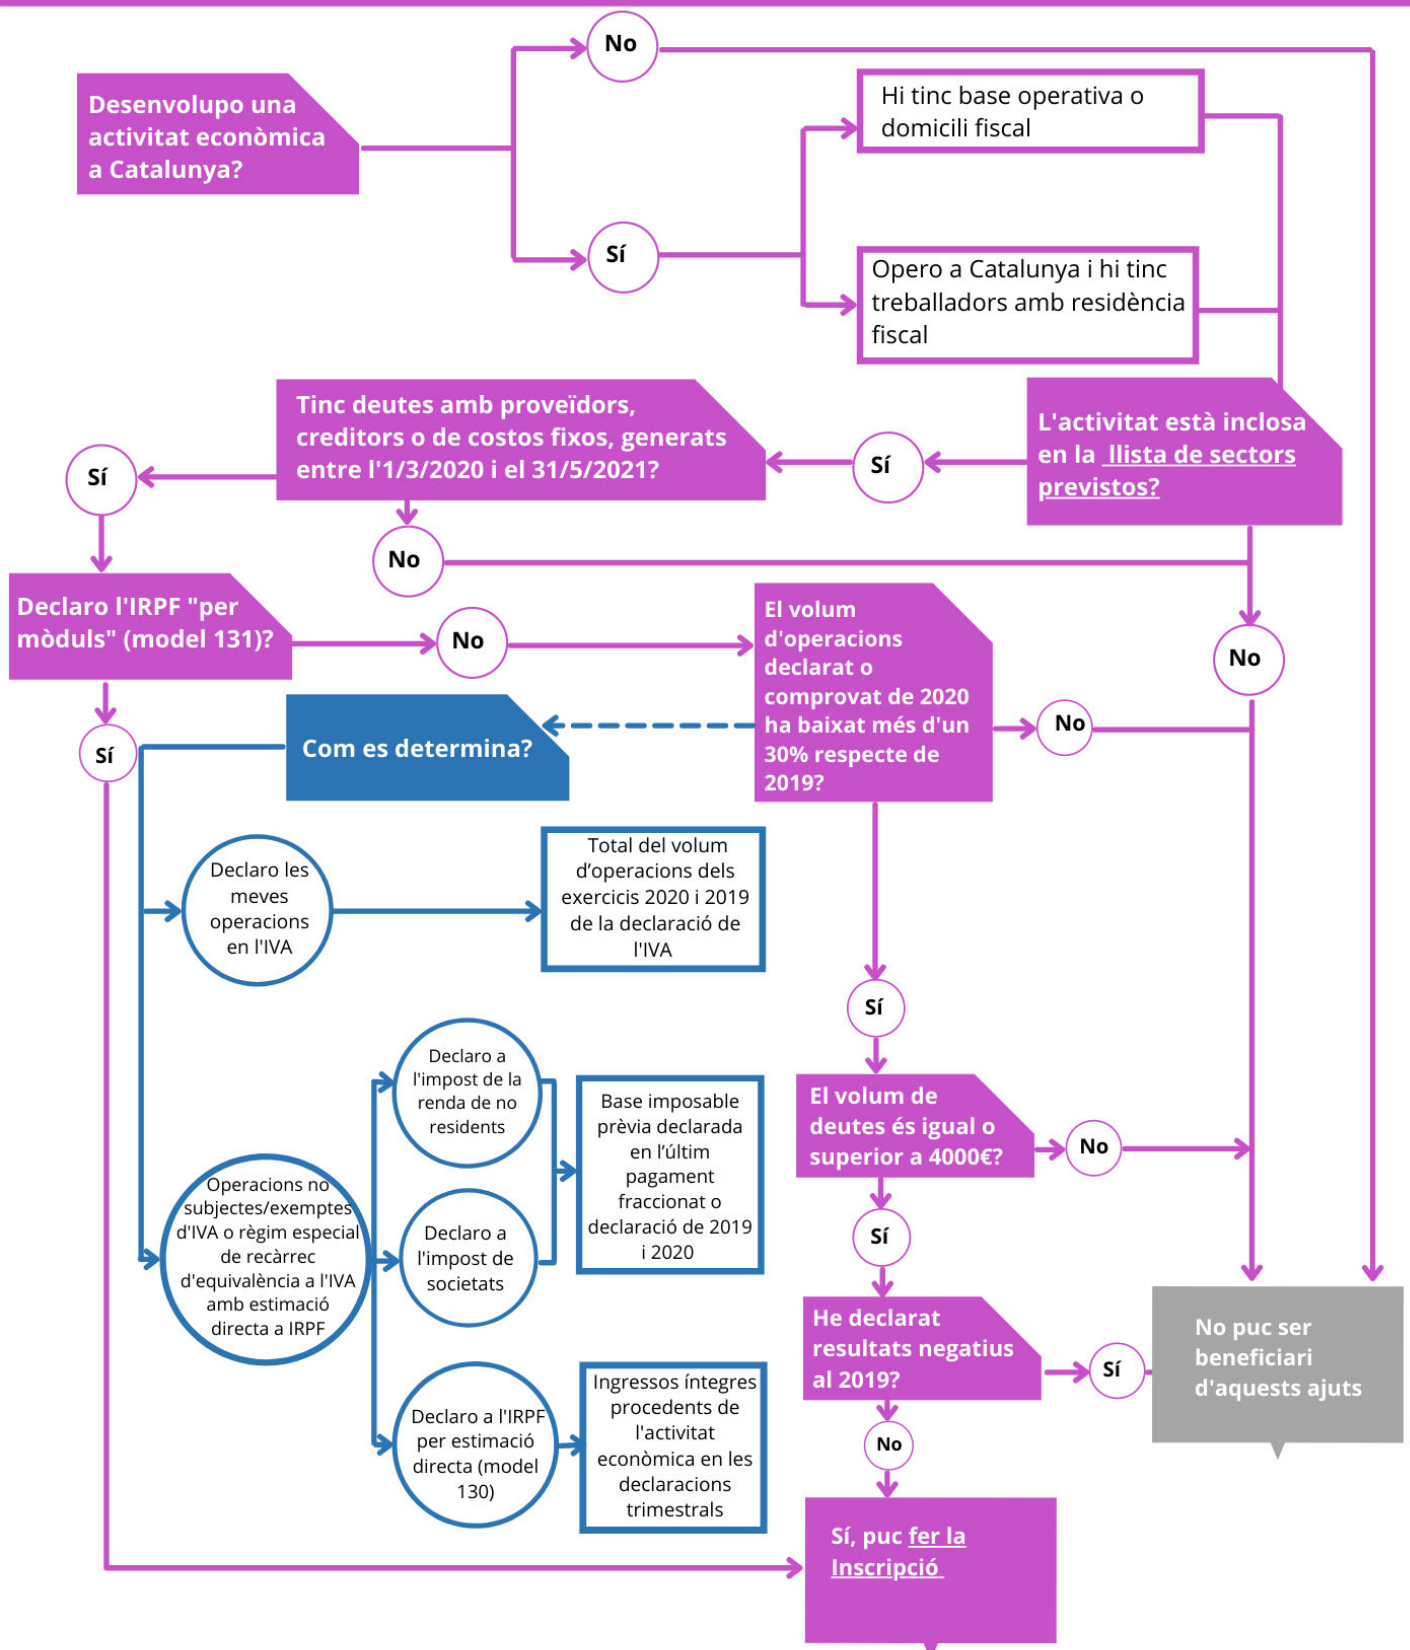 No
Desenvolupo una
activitat econòmica
a Catalunya?
Hi tinc base operativa o
domicili fiscal
Sí
Opero a Catalunya i hi tinc
treballadors amb residència
fiscal
L'activitat està inclosa
en la llista de sectors
previstos?
Sí
Tinc deutes amb proveïdors,
creditors o de costos fixos, generats
entre l'1/3/2020 i el 31/5/2021?
Sí
No
No
Declaro l'IRPF "per
mòduls" (model 131)?
No
El volum
d'operacions
declarat o
comprovat de 2020
ha baixat més d'un
30% respecte de
2019?
No
Sí
Com es determina?
Declaro les
meves
operacions
en l'IVA
Total del volum
d’operacions dels
exercicis 2020 i 2019
de la declaració de
l'IVA
Sí
Declaro a
l'impost de la
renda de no
residents
Base imposable
prèvia declarada
en l’últim
pagament
fraccionat o
declaració de 2019
i 2020
El volum de
deutes és igual o
superior a 4000€?
No
Operacions no
subjectes/exemptes
d'IVA o règim especial
de recàrrec
d'equivalència a l'IVA
amb estimació
directa a IRPF
Declaro a
l'impost de
societats
Sí
He declarat
resultats negatius
al 2019?
Sí
No puc ser
beneficiari
d'aquests ajuts
Declaro a l'IRPF
per estimació
directa (model
130)
Ingressos íntegres
procedents de
l'activitat
econòmica en les
declaracions
trimestrals
No
Sí, puc fer la
Inscripció